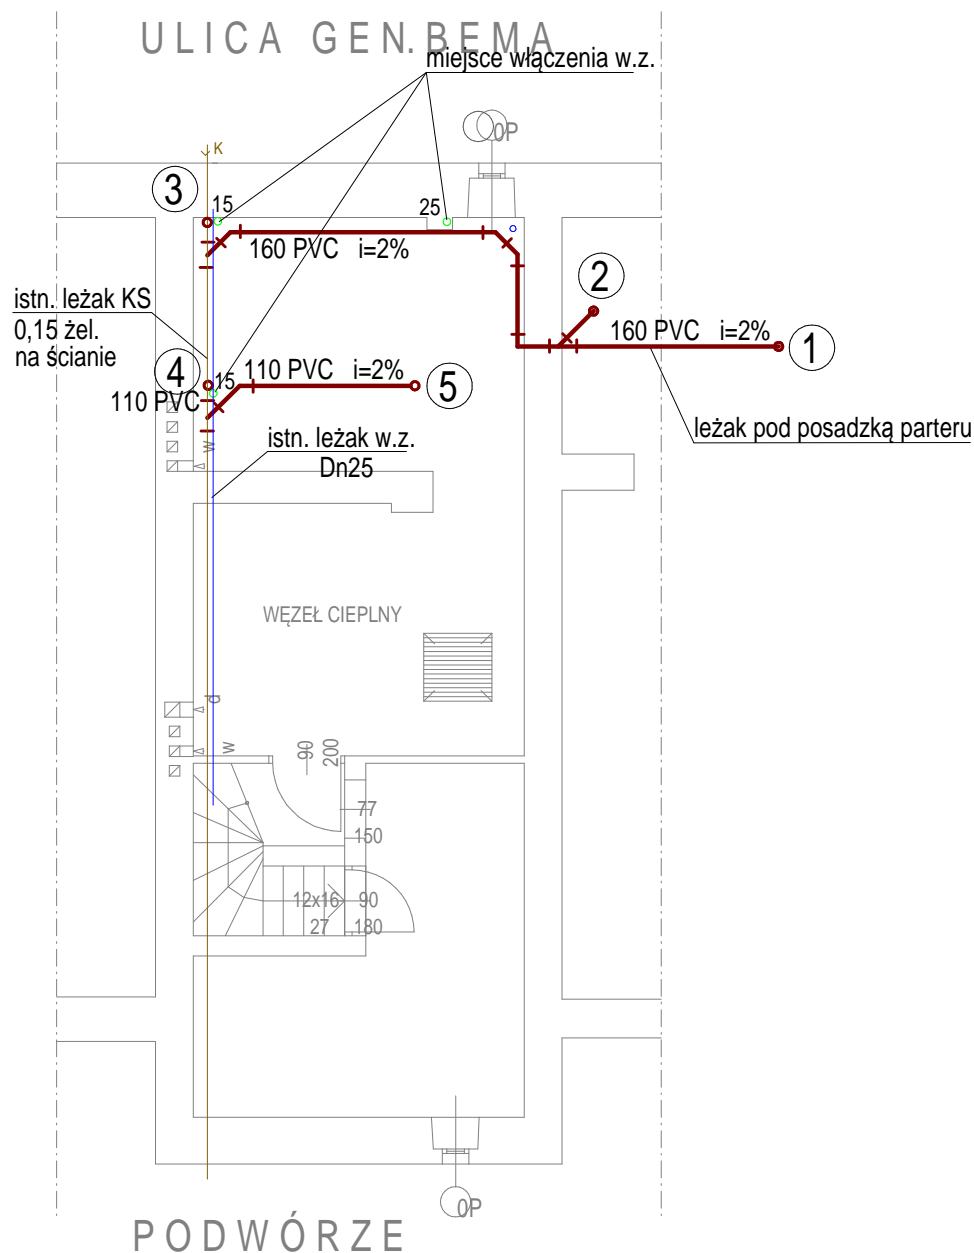 ULICA GEN. BEMA
miejsce włączenia w.z.
0P
K
3
15
25
160 PVC i=2%
2
istn. leżak KS
0,15 żel.
na ścianie
160 PVC i=2%
1
4
15
110 PVC i=2%
5
110 PVC
leżak pod posadzką parteru
istn. leżak w.z.
Dn25
w
WĘZEŁ CIEPLNY
d
w
90
200
77
150
12x16
27
90
180
0P
PODWÓRZE